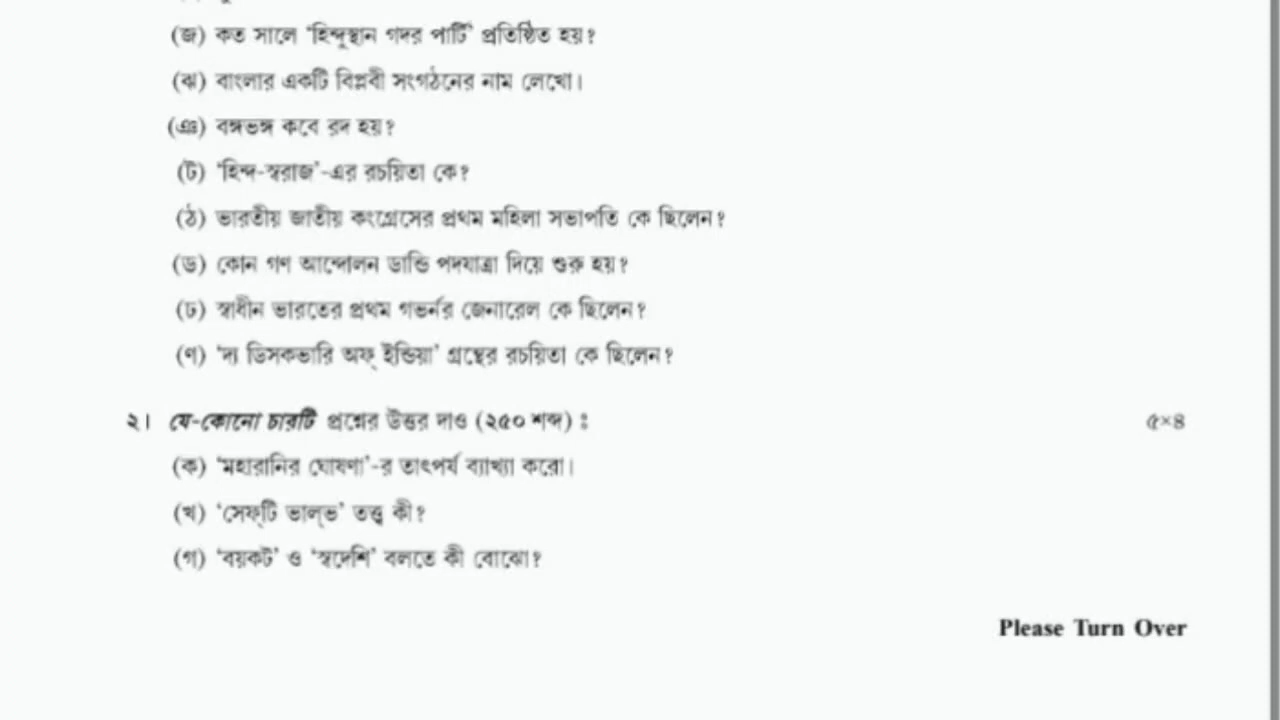 (জ) কত সালে ‘হিন্দুস্থান গদর পার্টি’ প্রতিষ্ঠিত হয়?
(ঝ) বাংলার একটি বিপ্লবী সংগঠনের নাম লেখো।
(ঞ) বঙ্গভঙ্গ কবে রদ হয়?
(ট) ‘হিন্দ-স্বরাজ’-এর রচয়িতা কে?
(ঠ) ভারতীয় জাতীয় কংগ্রেসের প্রথম মহিলা সভাপতি কে ছিলেন?
(ড) কোন গণ আন্দোলন ডান্ডি পদযাত্রা দিয়ে শুরু হয়?
(ঢ) স্বাধীন ভারতের প্রথম গভর্নর জেনারেল কে ছিলেন?
(ণ) ‘দ্য ডিসকভারি অফ্ ইন্ডিয়া’ গ্রন্থের রচয়িতা কে ছিলেন?
২। যে-কোনো চারটি প্রশ্নের উত্তর দাও (২৫০ শব্দ) : ৫×৪
(ক) ‘মহারানির ঘোষণা’-র তাৎপর্য ব্যাখ্যা করো।
(খ) ‘সেফ্‌টি ভাল্‌ভ’ তত্ত্ব কী?
(গ) ‘বয়কট’ ও ‘স্বদেশি’ বলতে কী বোঝো?
Please Turn Over